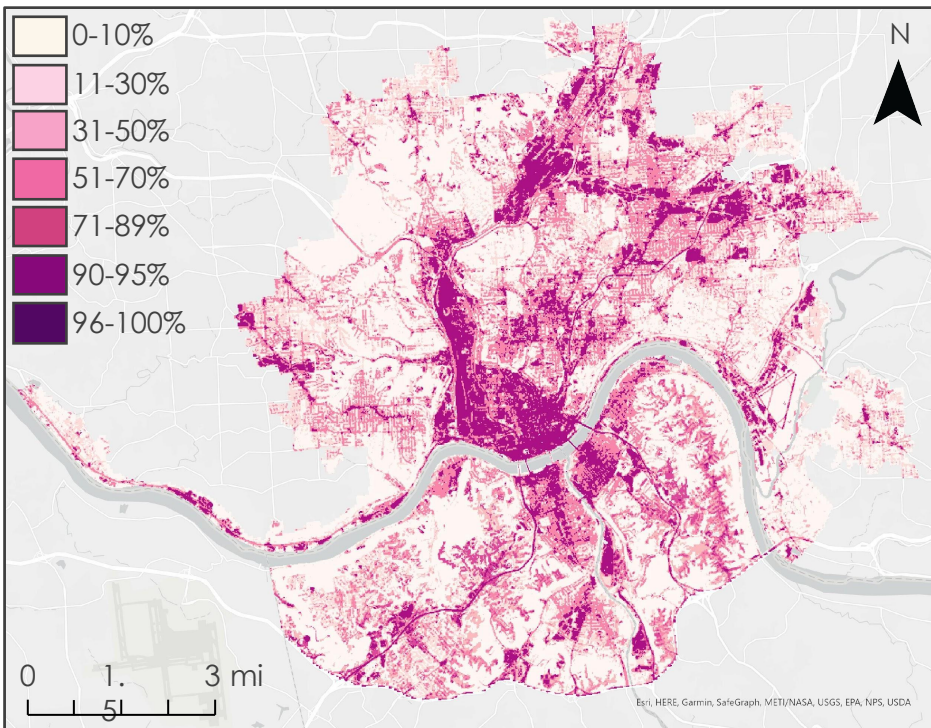 0-10%
11-30%
31-50%
51-70%
71-89%
90-95%
96-100%
N
0 1. 3 mi
5
Esri, HERE, Garmin, SafeGraph, METI/NASA, USGS, EPA, NPS, USDA